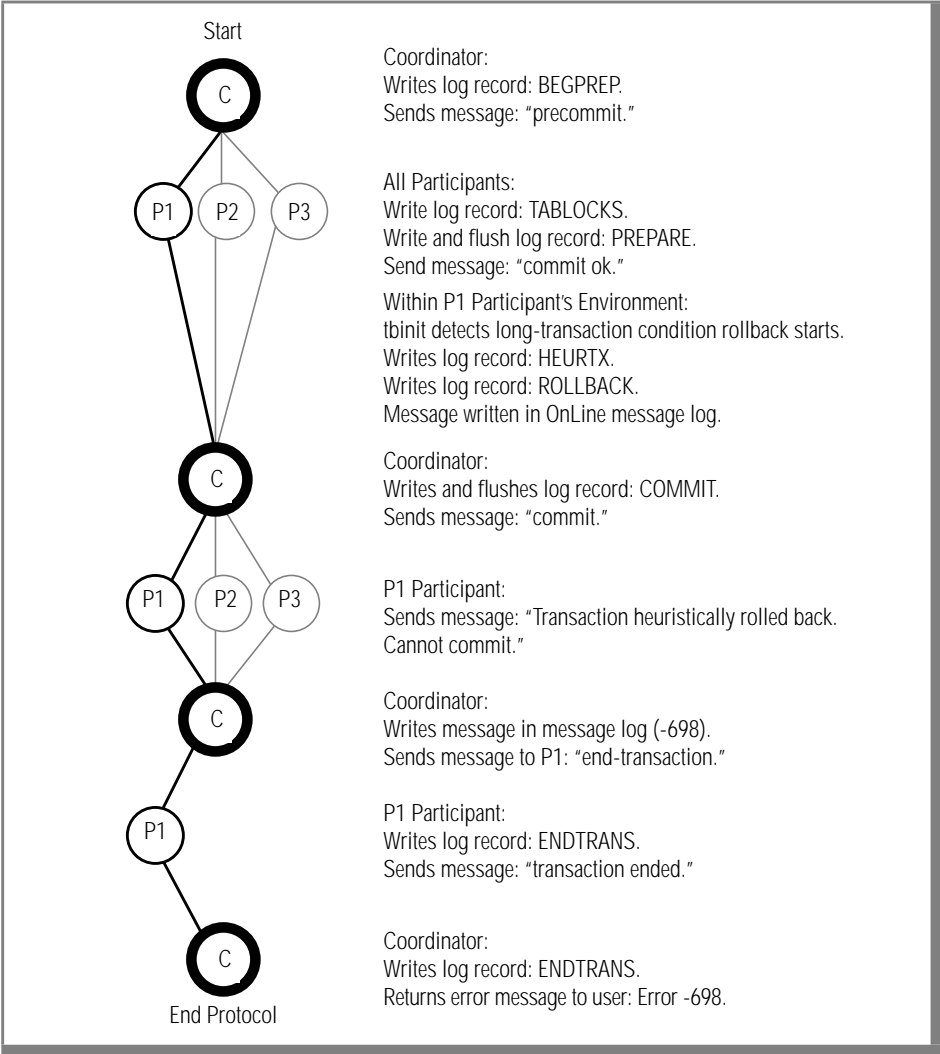 Start
C
Coordinator:
Writes log record: BEGPREP.
Sends message: “precommit.”
P1
P2
P3
All Participants:
Write log record: TABLOCKS.
Write and flush log record: PREPARE.
Send message: “commit ok.”
Within P1 Participant’s Environment:
tbinit detects long-transaction condition rollback starts.
Writes log record: HEURTX.
Writes log record: ROLLBACK.
Message written in OnLine message log.
C
Coordinator:
Writes and flushes log record: COMMIT.
Sends message: “commit.”
P1
P2
P3
P1 Participant:
Sends message: “Transaction heuristically rolled back.
Cannot commit.”
C
Coordinator:
Writes message in message log (-698).
Sends message to P1: “end-transaction.”
P1
P1 Participant:
Writes log record: ENDTRANS.
Sends message: “transaction ended.”
C
Coordinator:
Writes log record: ENDTRANS.
Returns error message to user: Error -698.
End Protocol